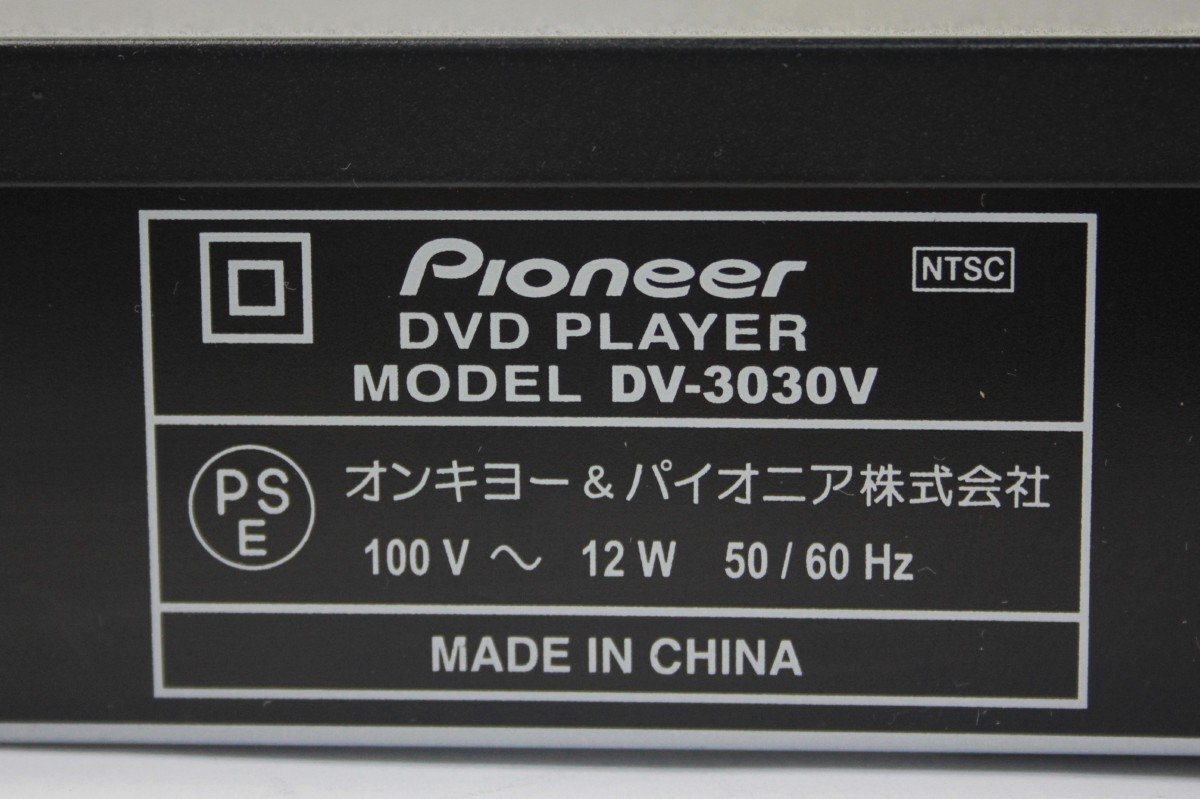 Pioneer
NTSC
DVD PLAYER
MODEL DV-3030V
PS
E
オンキヨー&パイオニア株式会社
100 V ～ 12 W 50 / 60 Hz
MADE IN CHINA